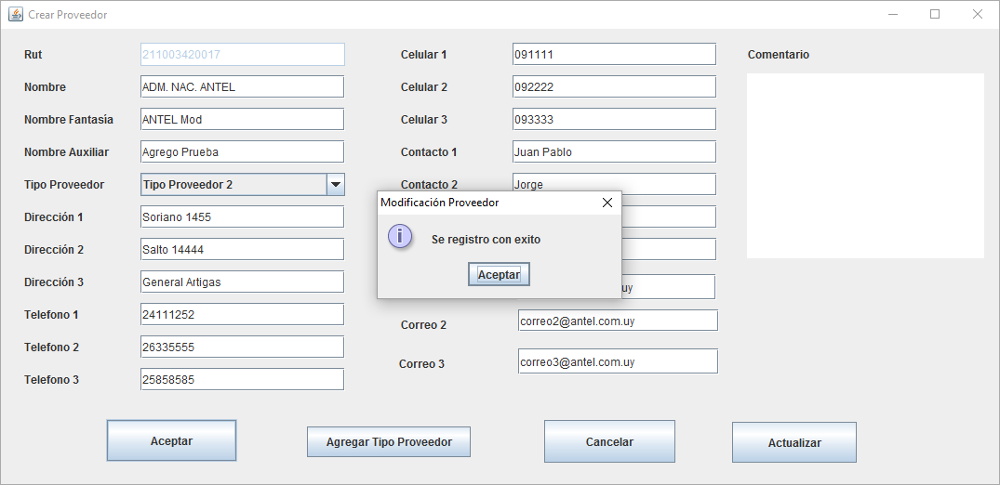 Crear Proveedor
Rut
211003420017
Nombre
ADM. NAC. ANTEL
Nombre Fantasía
ANTEL Mod
Nombre Auxiliar
Agrego Prueba
Tipo Proveedor
Tipo Proveedor 2
Dirección 1
Soriano 1455
Dirección 2
Salto 14444
Dirección 3
General Artigas
Telefono 1
24111252
Telefono 2
26335555
Telefono 3
25858585
Celular 1
091111
Celular 2
092222
Celular 3
093333
Contacto 1
Juan Pablo
Contacto 2
Jorge
Modificación Proveedor
Se registro con exito
Aceptar
uy
Correo 2
correo2@antel.com.uy
Correo 3
correo3@antel.com.uy
Comentario
Aceptar
Agregar Tipo Proveedor
Cancelar
Actualizar